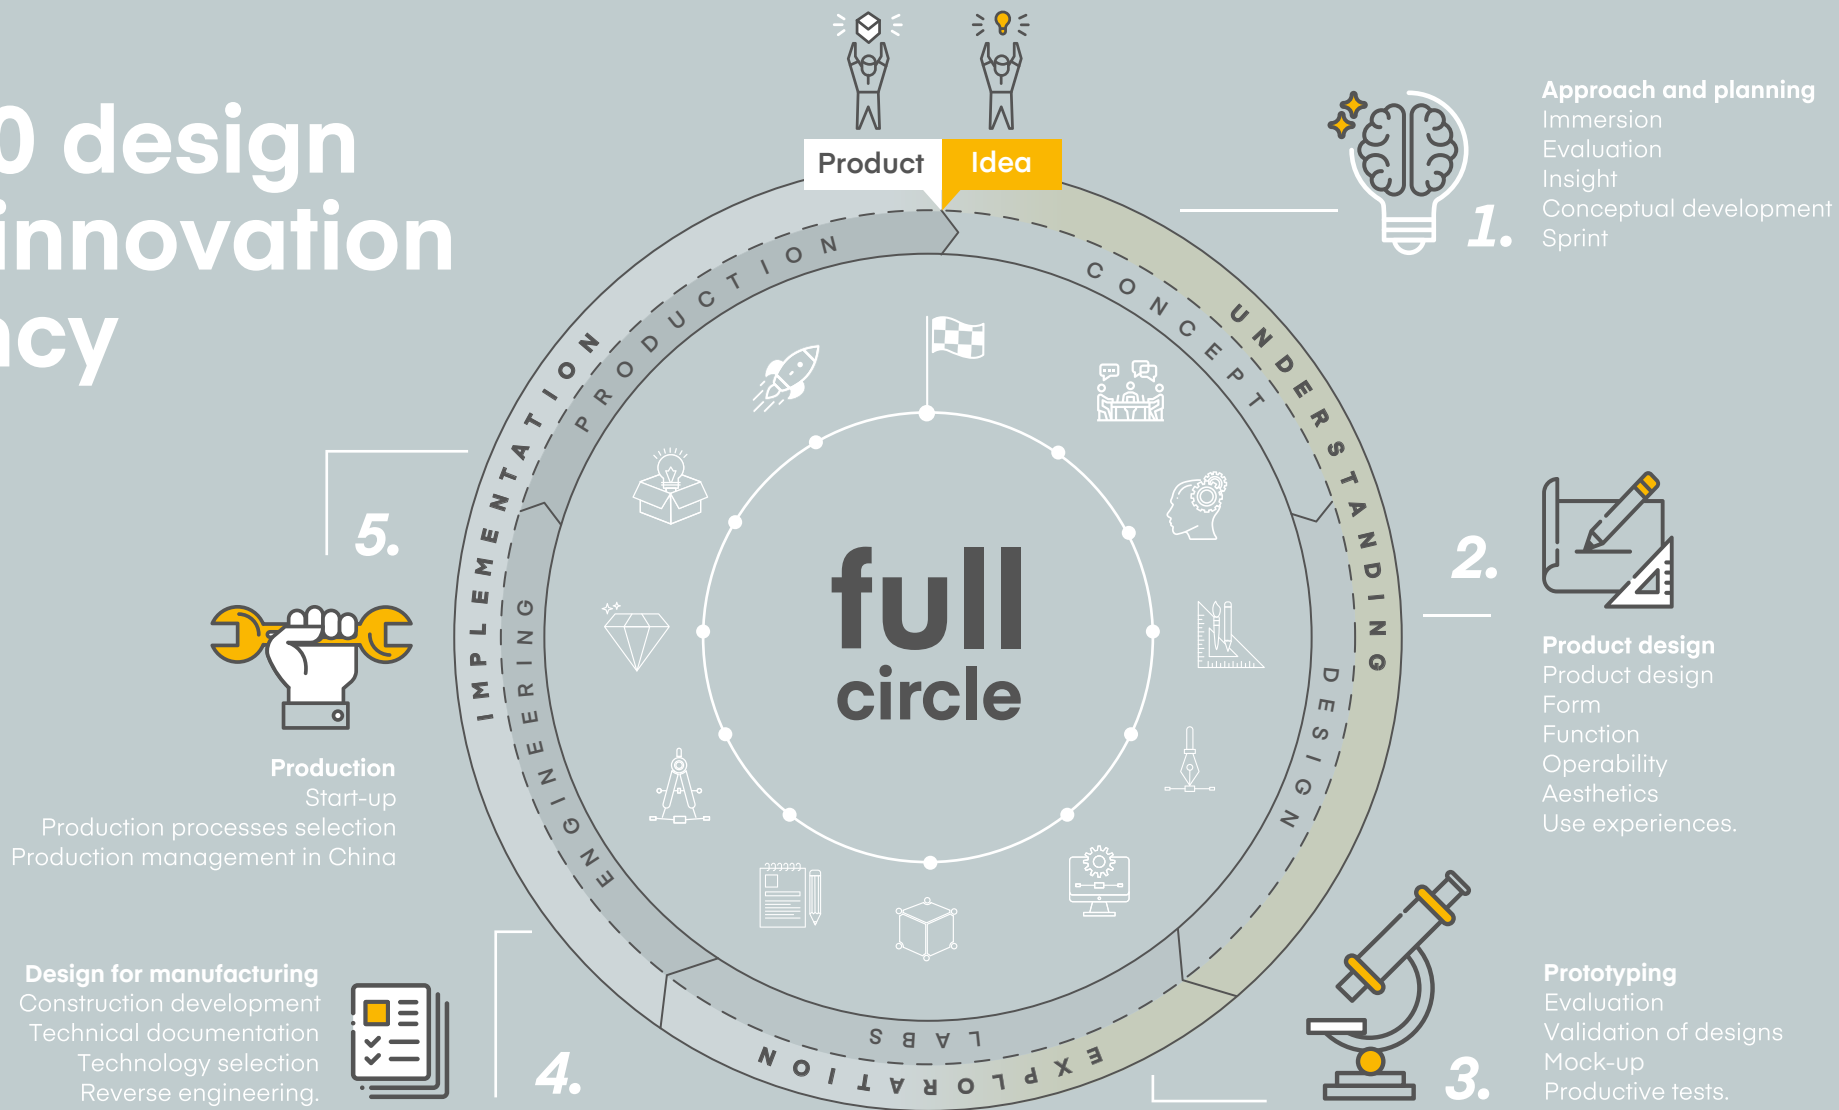 0 design
innovation
ncy
Product
Idea
1.
Approach and planning
Immersion
Evaluation
Insight
Conceptual development
Sprint
2.
Product design
Product design
Form
Function
Operability
Aesthetics
Use experiences.
3.
Prototyping
Evaluation
Validation of designs
Mock-up
Productive tests.
4.
Design for manufacturing
Construction development
Technical documentation
Technology selection
Reverse engineering.
5.
Production
Start-up
Production processes selection
Production management in China
UNDERSTANDING
EXPLORATION
IMPLEMENTATION
CONCEPT
DESIGN
LABS
ENGINEERING
PRODUCTION
full
circle